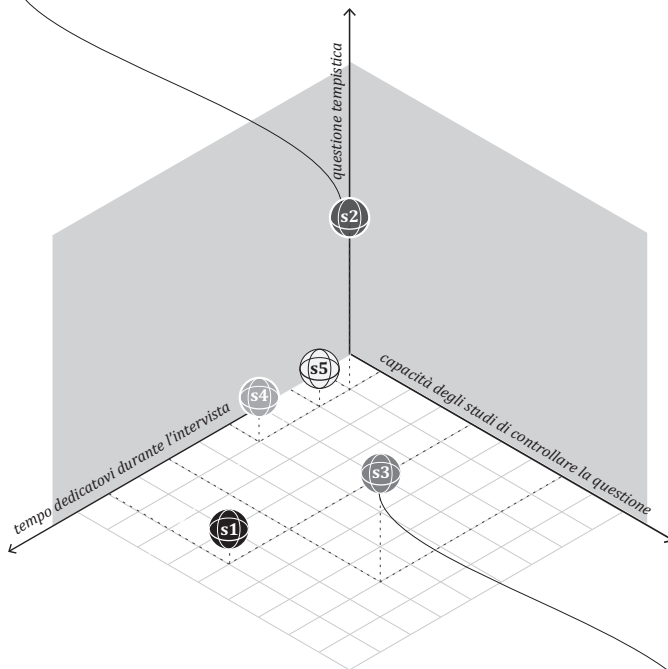 questione tempistica
s2
s5
s4
capacità degli studi di controllare la questione
tempo dedicatovi durante l'intervista
s3
s1